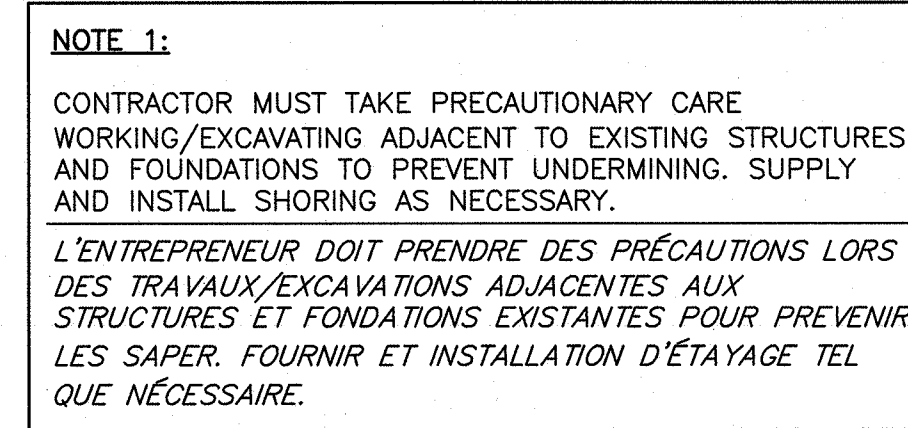 NOTE 1:
CONTRACTOR MUST TAKE PRECAUTIONARY CARE
WORKING/EXCAVATING ADJACENT TO EXISTING STRUCTURES
AND FOUNDATIONS TO PREVENT UNDERMINING. SUPPLY
AND INSTALL SHORING AS NECESSARY.
L'ENTREPRENEUR DOIT PRENDRE DES PRÉCAUTIONS LORS
DES TRAVAUX/EXCAVATIONS ADJACENTES AUX
STRUCTURES ET FONDATIONS EXISTANTES POUR PREVENIR
LES SAPER. FOURNIR ET INSTALLATION D'ÉTAYAGE TEL
QUE NÉCESSAIRE.